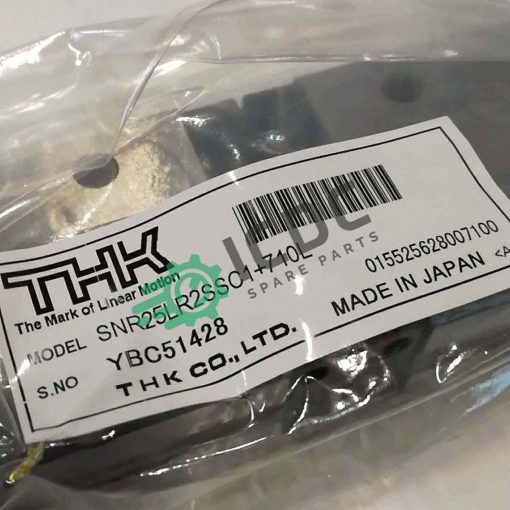 THK
The Mark of Linear Motion
MODEL SNR25LR2SSC1+710L
015525628007100
S.NO YBC51428
MADE IN JAPAN <A
THK CO., LTD.
ICDC
SPARE PARTS